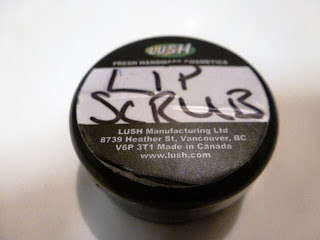 LUSH
FRESH HANDMADE COSMETICS
LIP
SCRUB
LUSH Manufacturing Ltd
8739 Heather St, Vancouver, BC
V6P 3T1 Made in Canada
www.lush.com